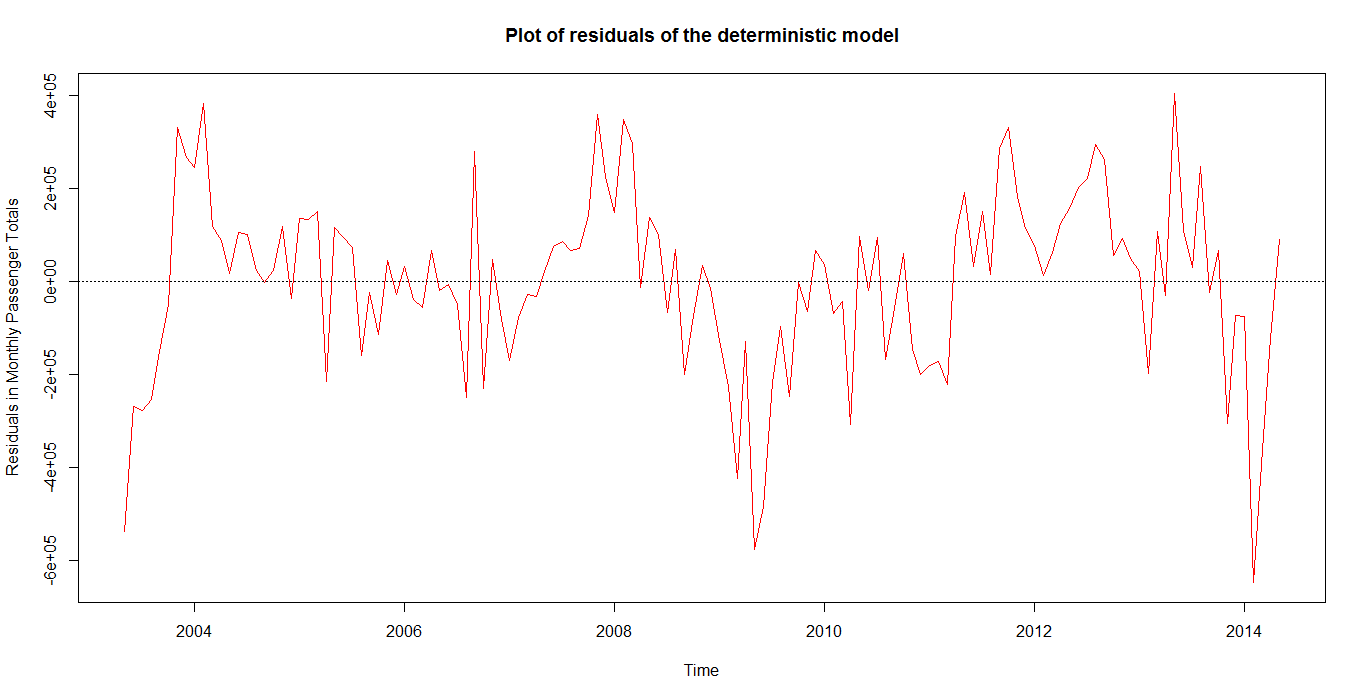 Plot of residuals of the deterministic model
Residuals in Monthly Passenger Totals
4e+05
2e+05
0e+00
-2e+05
-4e+05
-6e+05
2004 2006 2008 2010 2012 2014
Time